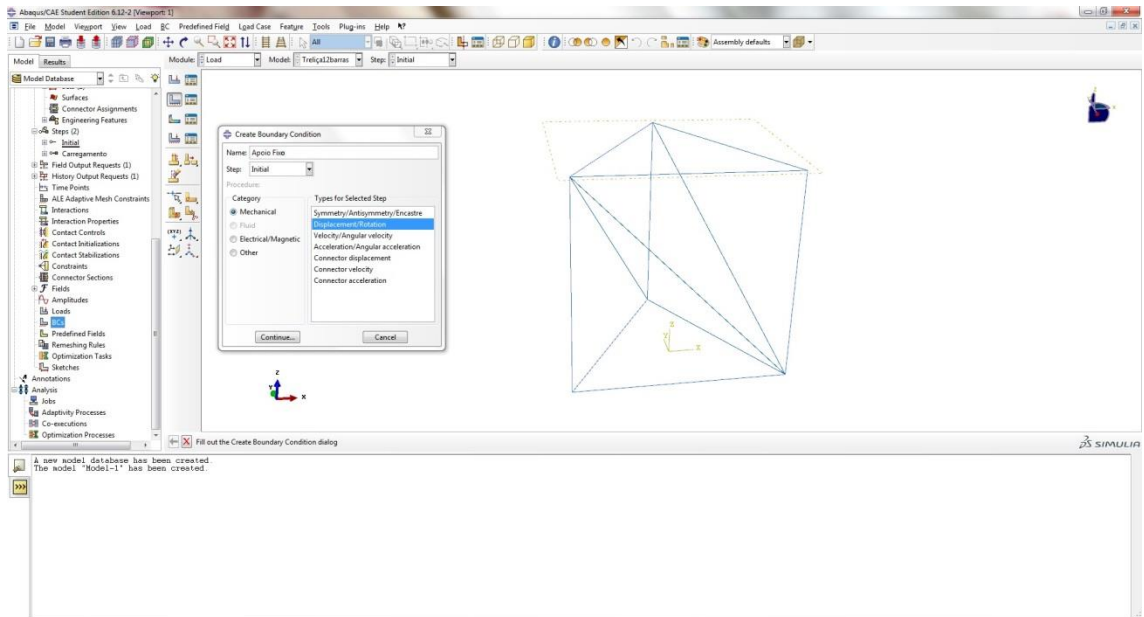 Abaqus/CAE Student Edition 6.12-2 [Viewport: 1]
File Model Viewport View Load BC Predefined Field Load Case Feature Tools Plug-ins Help
All
Assembly defaults
Model Results
Module: Load Model: Treliça12barras Step: Initial
Model Database
Surfaces
Connector Assignments
Engineering Features
Steps (2)
Initial
Carregamento
Field Output Requests (1)
History Output Requests (1)
Time Points
ALE Adaptive Mesh Constraints
Interactions
Interaction Properties
Contact Controls
Contact Initializations
Contact Stabilizations
Constraints
Connector Sections
Fields
Amplitudes
Loads
BCs
Predefined Fields
Remeshing Rules
Optimization Tasks
Sketches
Annotations
Analysis
Jobs
Adaptivity Processes
Co-executions
Optimization Processes
(XYZ)
Create Boundary Condition
Name: Apoio Fixo
Step: Initial
Procedure:
Category
Types for Selected Step
Mechanical
Fluid
Electrical/Magnetic
Other
Symmetry/Antisymmetry/Encastre
Displacement/Rotation
Velocity/Angular velocity
Acceleration/Angular acceleration
Connector displacement
Connector velocity
Connector acceleration
Continue...
Cancel
Z
Y
X
Z
Y
X
Fill out the Create Boundary Condition dialog
SIMULIA
A new model database has been created.
The model "Model-1" has been created.
>>>